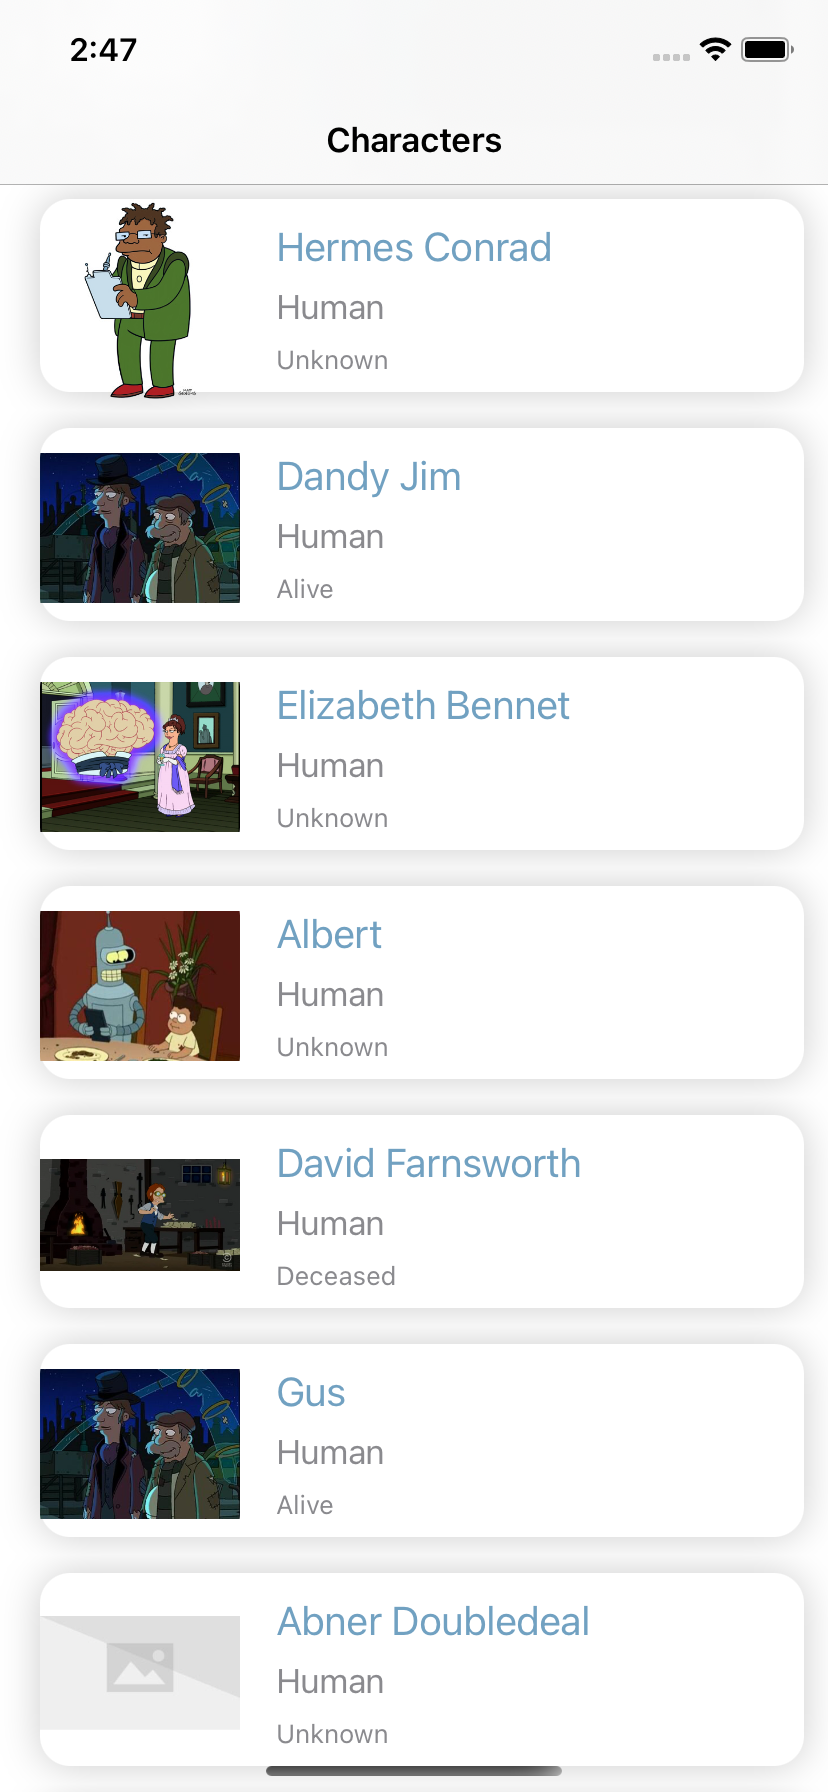 2:47
Characters
Hermes Conrad
Human
Unknown
Dandy Jim
Human
Alive
Elizabeth Bennet
Human
Unknown
Albert
Human
Unknown
David Farnsworth
Human
Deceased
Gus
Human
Alive
Abner Doubledeal
Human
Unknown